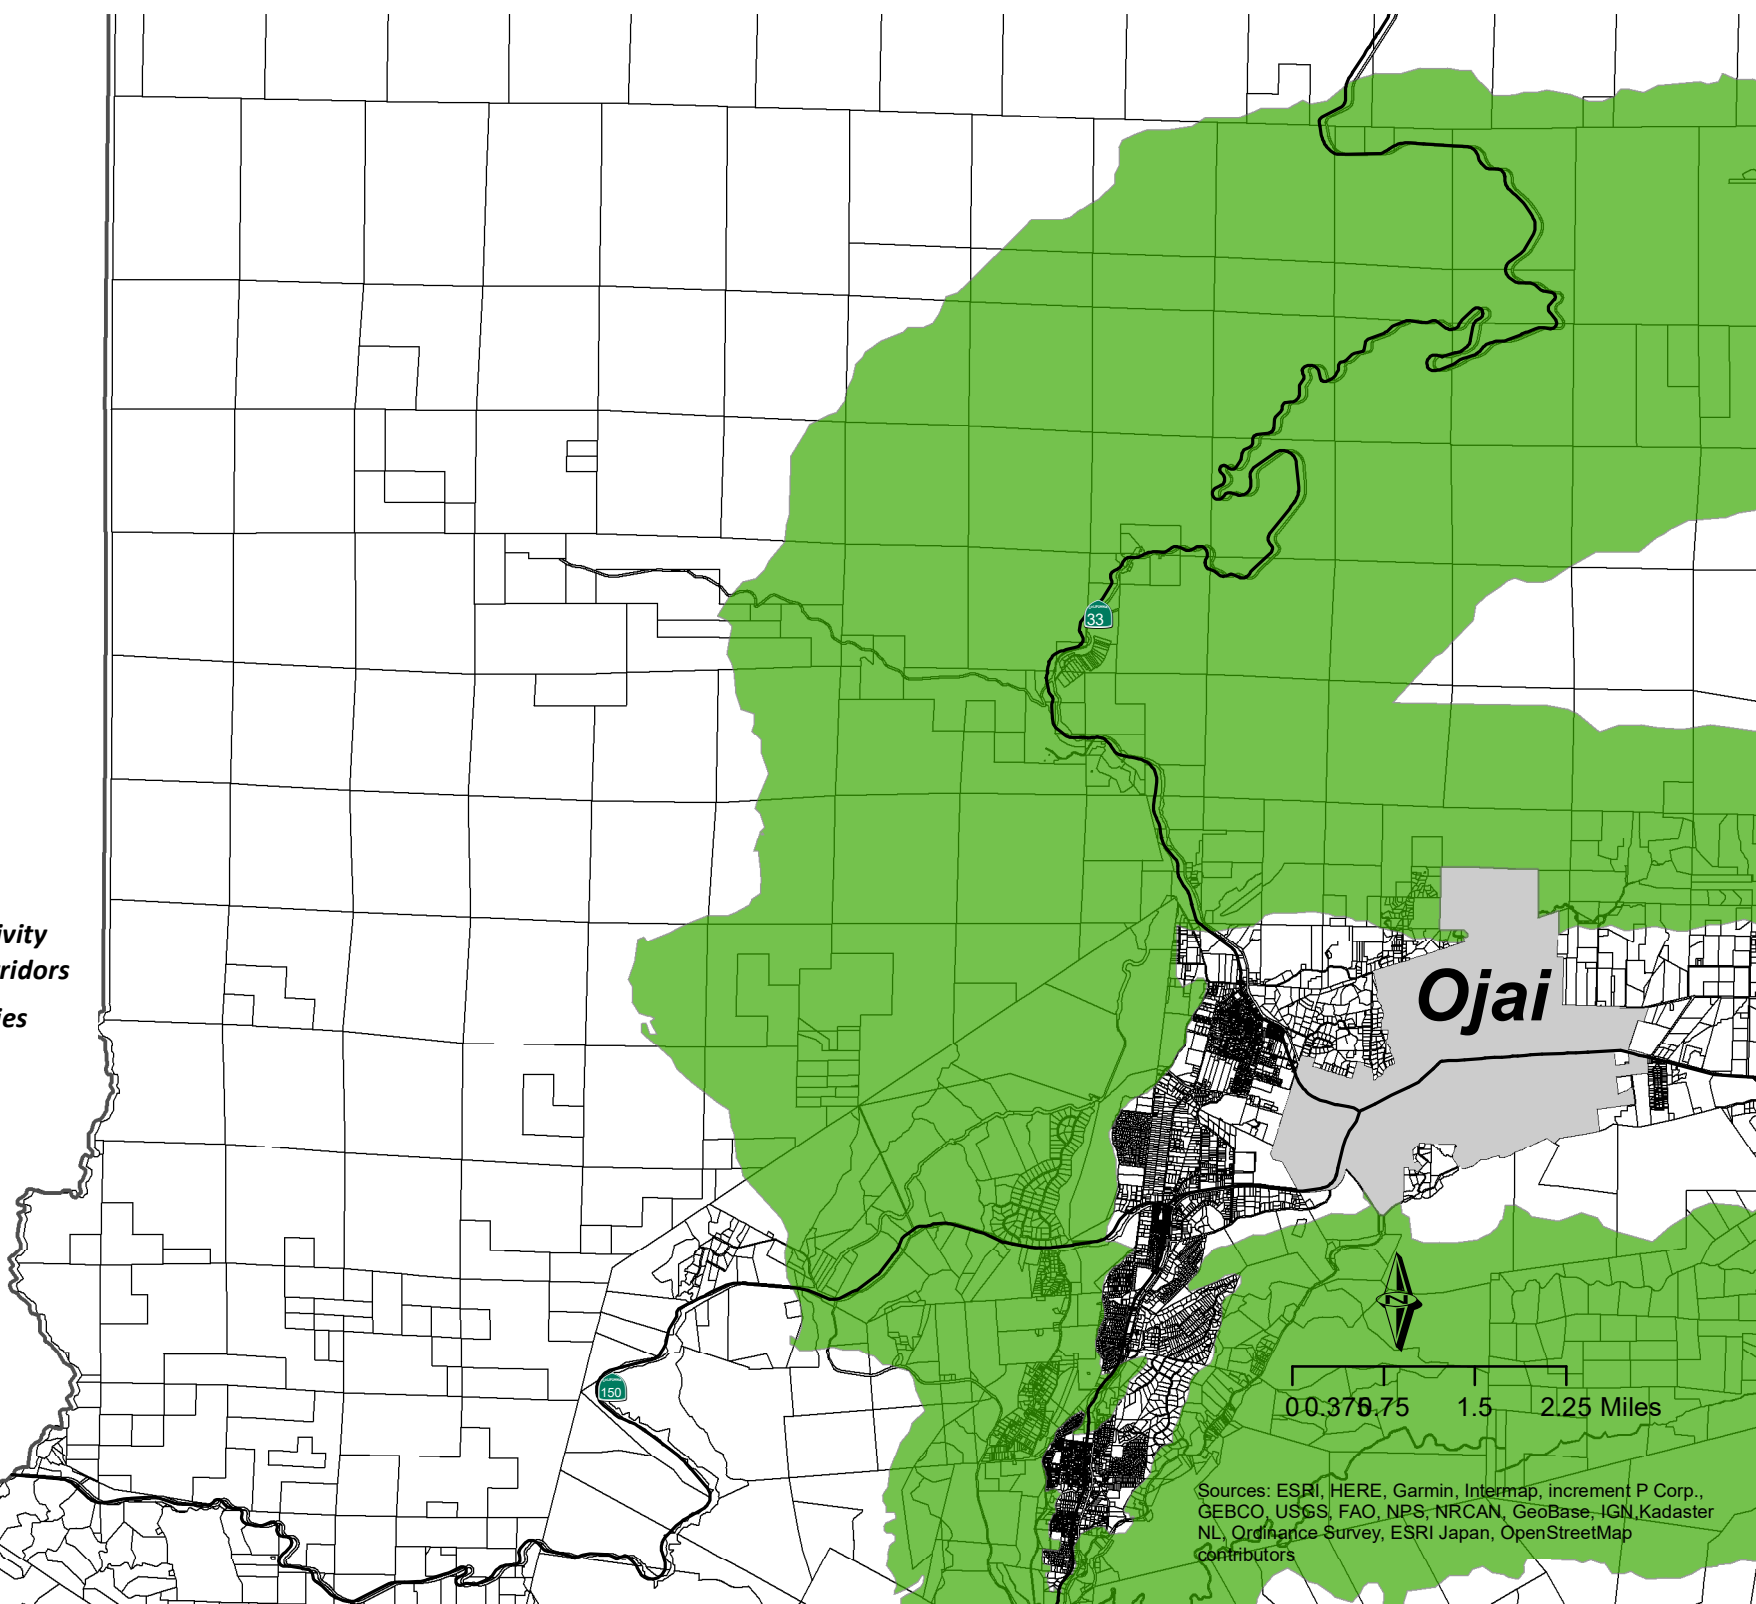 33
ivity
ridors
ies
Ojai
N
150
0 0.375 0.75 1.5 2.25 Miles
Sources: ESRI, HERE, Garmin, Intermap, increment P Corp.,
GEBCO, USGS, FAO, NPS, NRCAN, GeoBase, IGN,Kadaster
NL, Ordinance Survey, ESRI Japan, OpenStreetMap
contributors